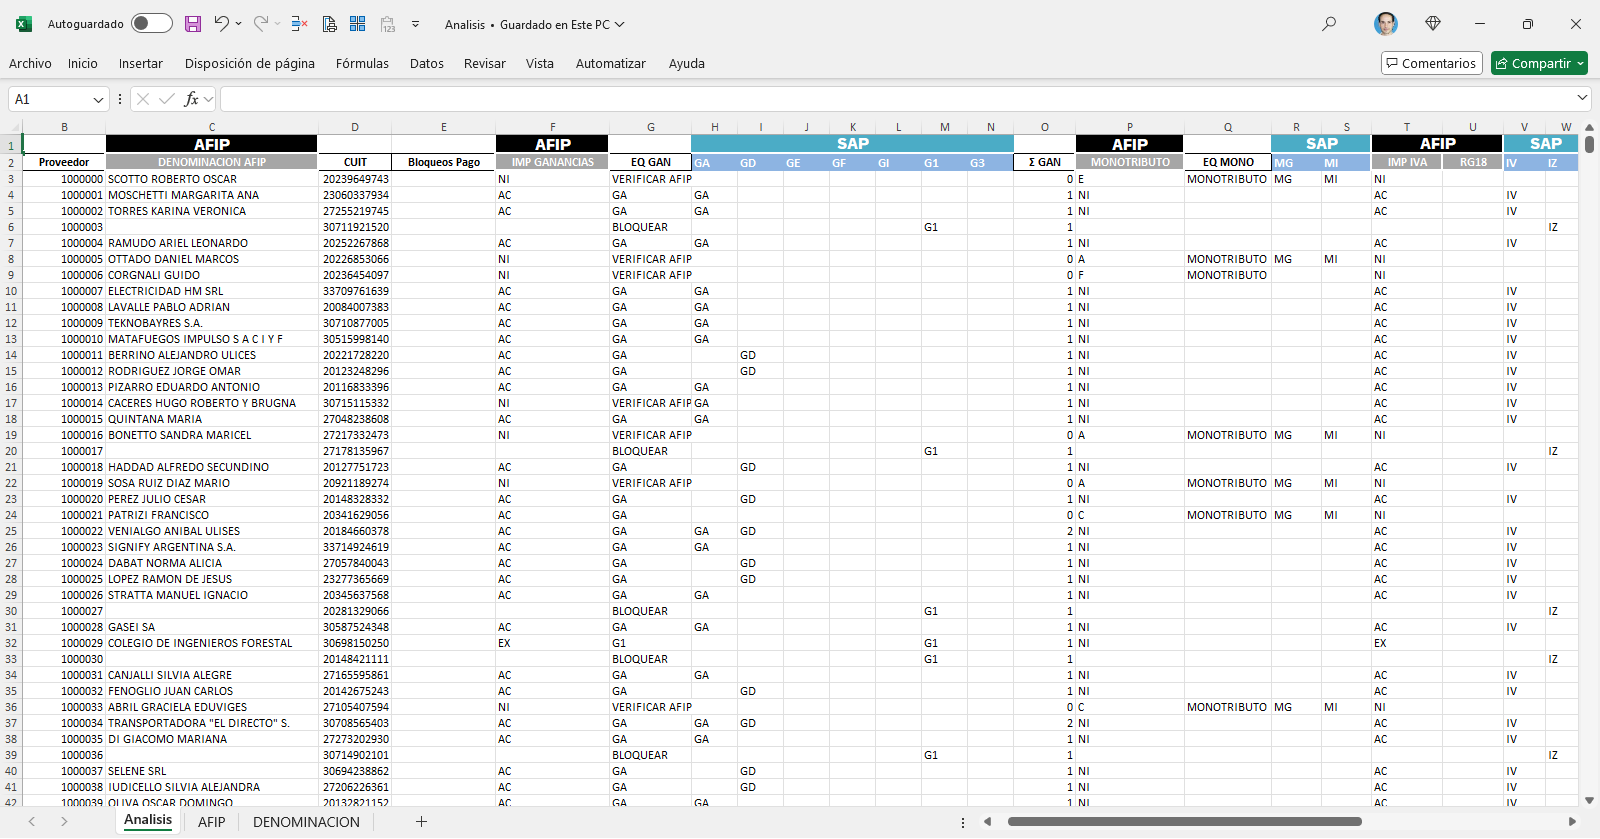 Autoguardado Analisis • Guardado en Este PC
Archivo Inicio Insertar Disposición de página Fórmulas Datos Revisar Vista Automatizar Ayuda Comentarios Compartir
A1 fx
B C D E F G H I J K L M N O P Q R S T U V W
1 AFIP AFIP SAP AFIP SAP AFIP SAP
2 Proveedor DENOMINACION AFIP CUIT Bloqueos Pago IMP GANANCIAS EQ GAN GA GD GE GF GI G1 G3 Σ GAN MONOTRIBUTO EQ MONO MG MI IMP IVA RG18 IV IZ
3 1000000 SCOTTO ROBERTO OSCAR 20239649743 NI VERIFICAR AFIP 0 E MONOTRIBUTO MG MI NI
4 1000001 MOSCHETTI MARGARITA ANA 23060337934 AC GA GA 1 NI AC IV
5 1000002 TORRES KARINA VERONICA 27255219745 AC GA GA 1 NI AC IV
6 1000003 30711921520 BLOQUEAR G1 1 IZ
7 1000004 RAMUDO ARIEL LEONARDO 20252267868 AC GA GA 1 NI AC IV
8 1000005 OTTADO DANIEL MARCOS 20226853066 NI VERIFICAR AFIP 0 A MONOTRIBUTO MG MI NI
9 1000006 CORGNALI GUIDO 20236454097 NI VERIFICAR AFIP 0 F MONOTRIBUTO NI
10 1000007 ELECTRICIDAD HM SRL 33709761639 AC GA GA 1 NI AC IV
11 1000008 LAVALLE PABLO ADRIAN 20084007383 AC GA GA 1 NI AC IV
12 1000009 TEKNOBAYRES S.A. 30710877005 AC GA GA 1 NI AC IV
13 1000010 MATAFUEGOS IMPULSO S A C I Y F 30515998140 AC GA GA 1 NI AC IV
14 1000011 BERRINO ALEJANDRO ULICES 20221728220 AC GA GD 1 NI AC IV
15 1000012 RODRIGUEZ JORGE OMAR 20123248296 AC GA GD 1 NI AC IV
16 1000013 PIZARRO EDUARDO ANTONIO 20116833396 AC GA GA 1 NI AC IV
17 1000014 CACERES HUGO ROBERTO Y BRUGNA 30715115332 NI VERIFICAR AFIP GA 1 NI AC IV
18 1000015 QUINTANA MARIA 27048238608 AC GA GA 1 NI AC IV
19 1000016 BONETTO SANDRA MARICEL 27217332473 NI VERIFICAR AFIP 0 A MONOTRIBUTO MG MI NI
20 1000017 27178135967 BLOQUEAR G1 1 IZ
21 1000018 HADDAD ALFREDO SECUNDINO 20127751723 AC GA GD 1 NI AC IV
22 1000019 SOSA RUIZ DIAZ MARIO 20921189274 NI VERIFICAR AFIP 0 A MONOTRIBUTO MG MI NI
23 1000020 PEREZ JULIO CESAR 20148328332 AC GA GD 1 NI AC IV
24 1000021 PATRIZI FRANCISCO 20341629056 AC GA 0 C MONOTRIBUTO MG MI NI
25 1000022 VENIALGO ANIBAL ULISES 20184660378 AC GA GA GD 2 NI AC IV
26 1000023 SIGNIFY ARGENTINA S.A. 33714924619 AC GA GA 1 NI AC IV
27 1000024 DABAT NORMA ALICIA 27057840043 AC GA GD 1 NI AC IV
28 1000025 LOPEZ RAMON DE JESUS 23277365669 AC GA GD 1 NI AC IV
29 1000026 STRATTA MANUEL IGNACIO 20345637568 AC GA GA 1 NI AC IV
30 1000027 20281329066 BLOQUEAR G1 1 IZ
31 1000028 GASEI SA 30587524348 AC GA GA 1 NI AC IV
32 1000029 COLEGIO DE INGENIEROS FORESTAL 30698150250 EX G1 G1 1 NI EX
33 1000030 20148421111 BLOQUEAR G1 1 IZ
34 1000031 CANJALLI SILVIA ALEGRE 27165595861 AC GA GA 1 NI AC IV
35 1000032 FENOGLIO JUAN CARLOS 20142675243 AC GA GD 1 NI AC IV
36 1000033 ABRIL GRACIELA EDUVIGES 27105407594 NI VERIFICAR AFIP 0 C MONOTRIBUTO MG MI NI
37 1000034 TRANSPORTADORA "EL DIRECTO" S. 30708565403 AC GA GA GD 2 NI AC IV
38 1000035 DI GIACOMO MARIANA 27273202930 AC GA GA 1 NI AC IV
39 1000036 30714902101 BLOQUEAR G1 1 IZ
40 1000037 SELENE SRL 30694238862 AC GA GD 1 NI AC IV
41 1000038 IUDICELLO SILVIA ALEJANDRA 27206226361 AC GA GD 1 NI AC IV
42 1000039 OLIVA OSCAR DOMINGO 20132821152 AC GA GA 1 NI AC IV
Analisis AFIP DENOMINACION